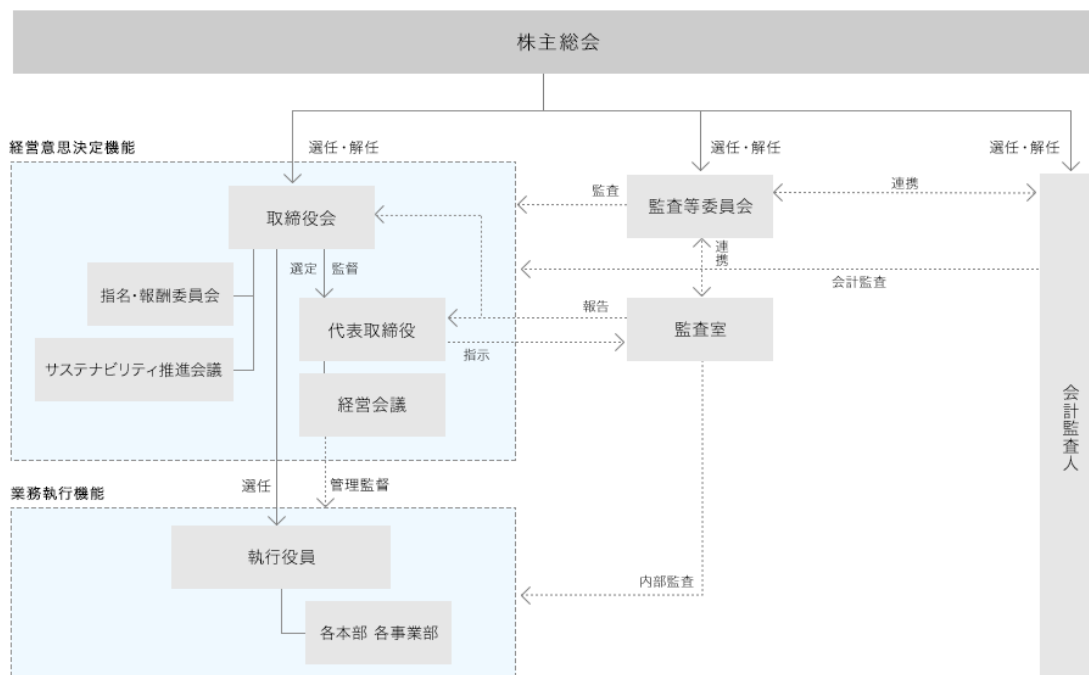 株主総会
経営意思決定機能
選任・解任
選任・解任
選任・解任
取締役会
監査
監査等委員会
連携
連携
指名・報酬委員会
選定
監督
会計監査
代表取締役
報告
監査室
指示
サステナビリティ推進会議
経営会議
会計監査人
業務執行機能
選任
管理監督
執行役員
内部監査
各本部 各事業部